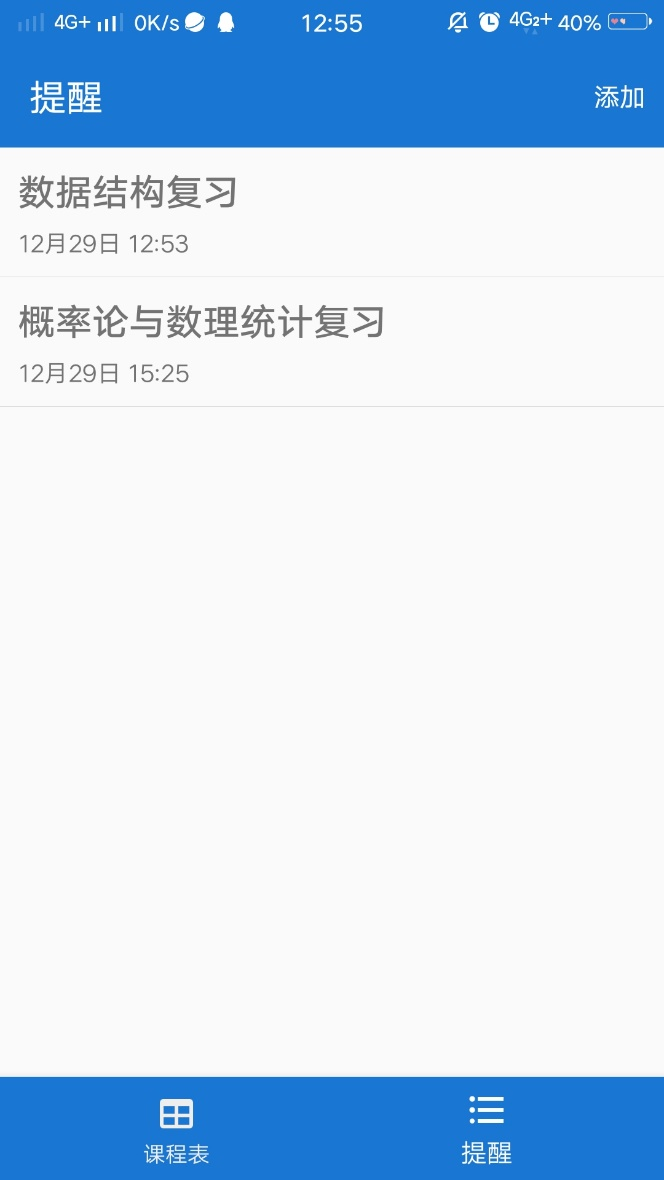 4G+ 0K/s 12:55 4G2+ 40%
提醒 添加
数据结构复习
12月29日 12:53
概率论与数理统计复习
12月29日 15:25
课程表 提醒